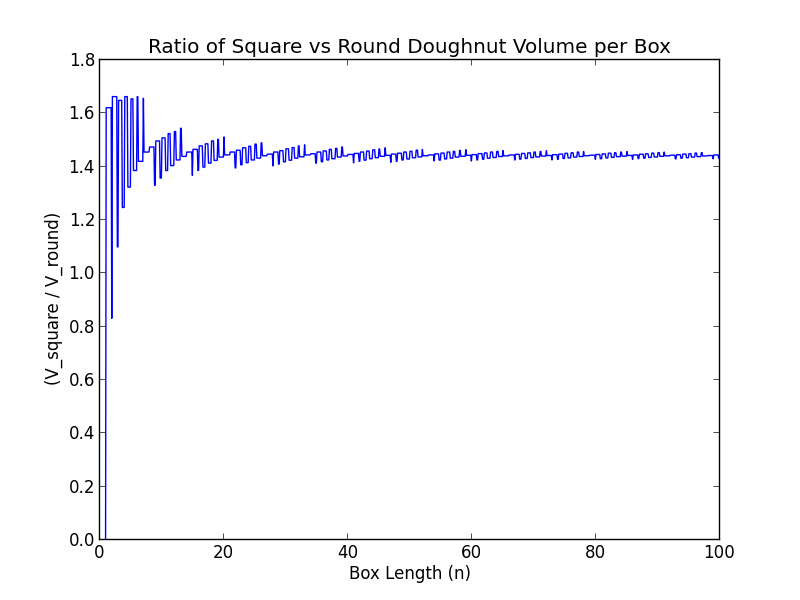 Ratio of Square vs Round Doughnut Volume per Box
(V_square / V_round)
1.8
1.6
1.4
1.2
1.0
0.8
0.6
0.4
0.2
0.0
0 20 40 60 80 100
Box Length (n)